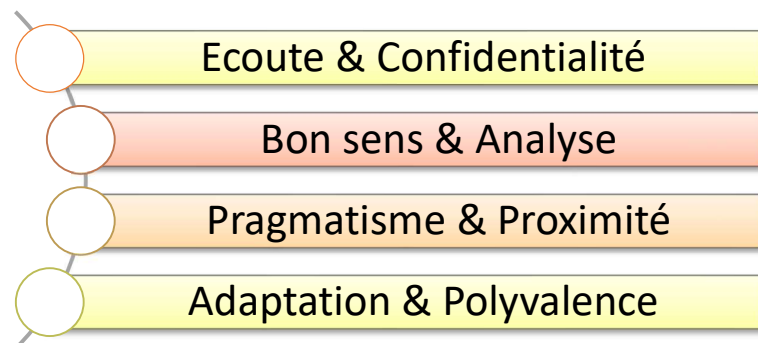 Ecoute & Confidentialité
Bon sens & Analyse
Pragmatisme & Proximité
Adaptation & Polyvalence